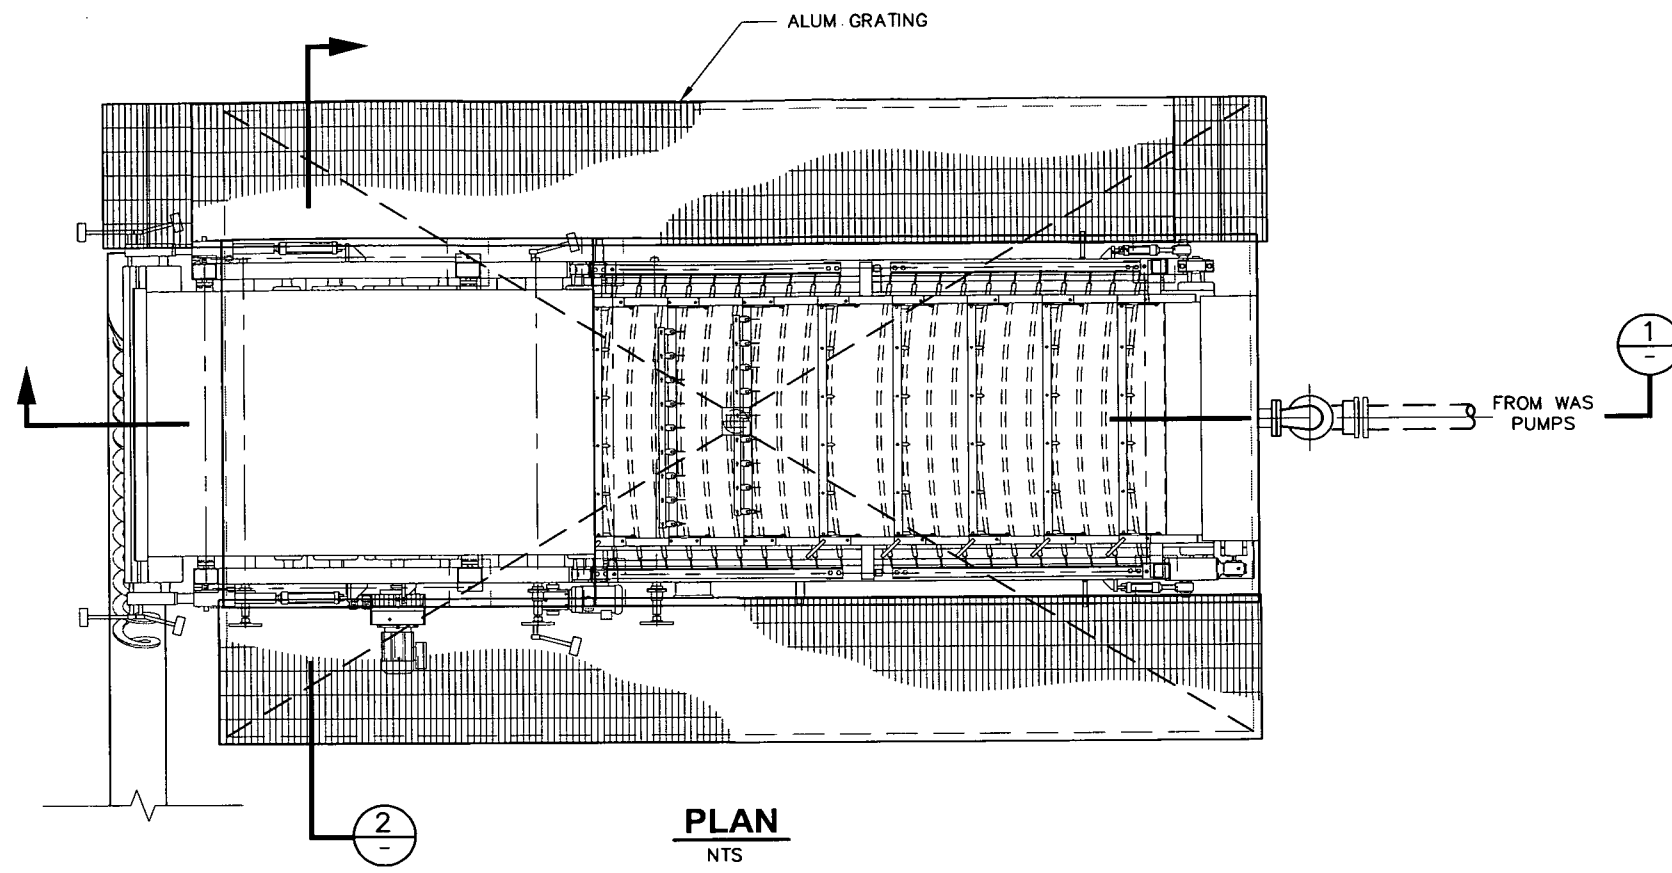 ALUM. GRATING
1
-
FROM WAS
PUMPS
2
-
PLAN
NTS